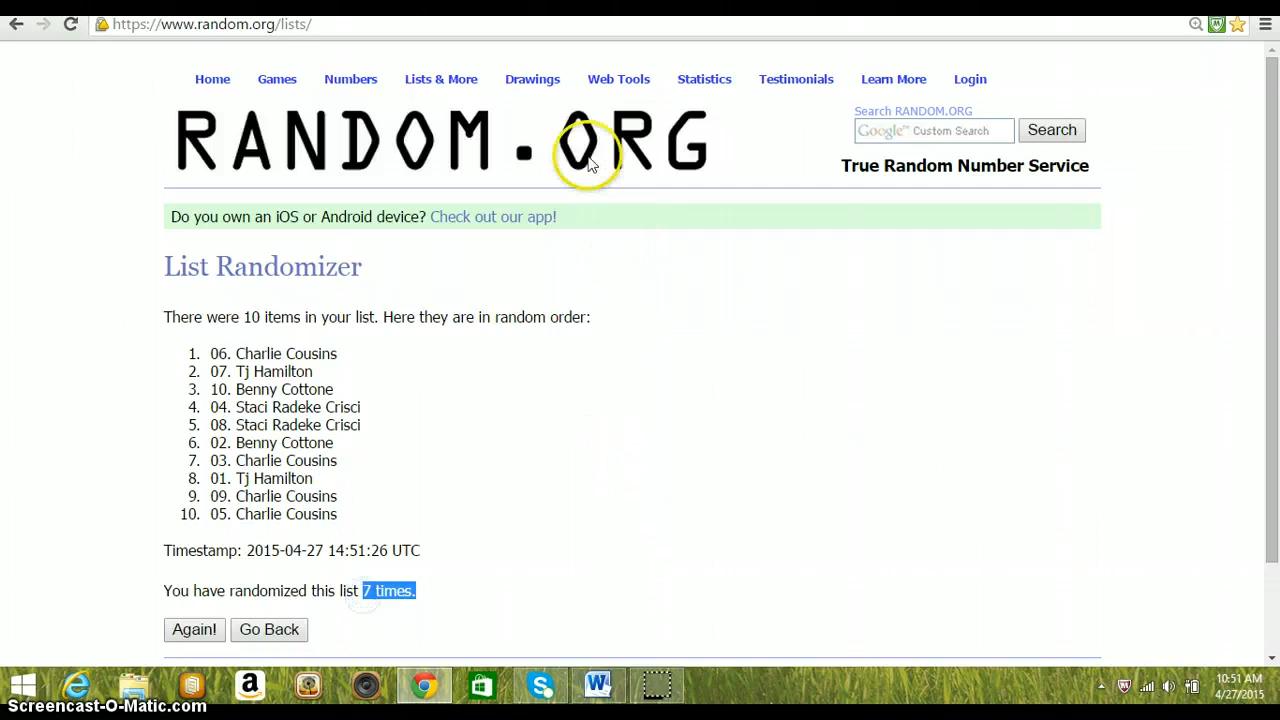 https://www.random.org/lists/
Home Games Numbers Lists & More Drawings Web Tools Statistics Testimonials Learn More Login
RANDOM.ORG
Search RANDOM.ORG
Google™ Custom Search Search
True Random Number Service
Do you own an iOS or Android device? Check out our app!
List Randomizer
There were 10 items in your list. Here they are in random order:
1. 06. Charlie Cousins
2. 07. Tj Hamilton
3. 10. Benny Cottone
4. 04. Staci Radeke Crisci
5. 08. Staci Radeke Crisci
6. 02. Benny Cottone
7. 03. Charlie Cousins
8. 01. Tj Hamilton
9. 09. Charlie Cousins
10. 05. Charlie Cousins
Timestamp: 2015-04-27 14:51:26 UTC
You have randomized this list 7 times.
Again! Go Back
10:51 AM
4/27/2015
Screencast-O-Matic.com